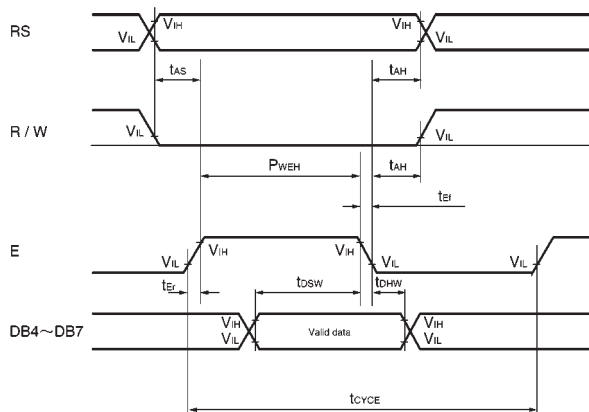 RS
VIH
VIL
VIH
VIL
tAS
tAH
R / W
VIL
VIL
PWEH
tAH
tEf
E
VIH
VIH
VIL
VIL
VIL
tEr
tDSW
tDHW
DB4～DB7
VIH
VIL
Valid data
VIH
VIL
tCYCE